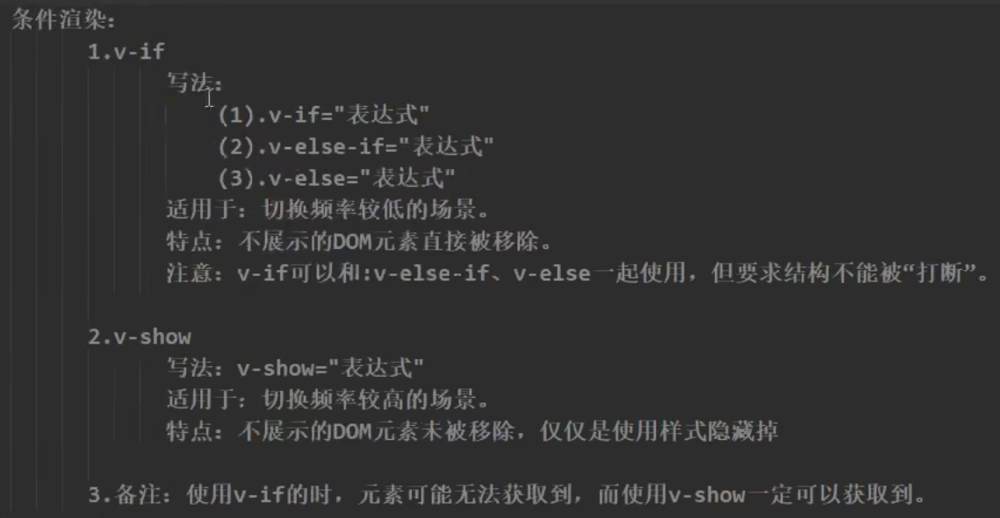 条件渲染:
1.v-if
写法:
(1).v-if="表达式"
(2).v-else-if="表达式"
(3).v-else="表达式"
适用于: 切换频率较低的场景。
特点: 不展示的DOM元素直接被移除。
注意: v-if可以和:v-else-if、v-else一起使用，但要求结构不能被“打断”。
2.v-show
写法: v-show="表达式"
适用于: 切换频率较高的场景。
特点: 不展示的DOM元素未被移除，仅仅是使用样式隐藏掉
3.备注: 使用v-if的时，元素可能无法获取到，而使用v-show一定可以获取到。